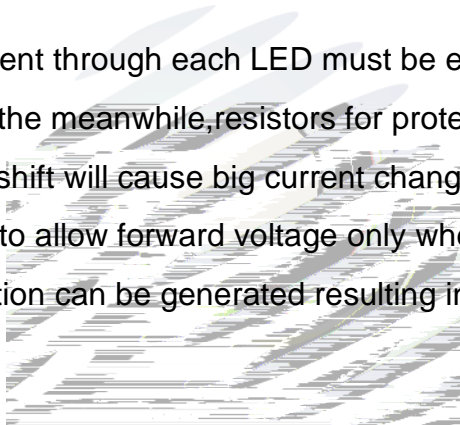 ent through each LED must be e
the meanwhile,resistors for prote
shift will cause big current chang
to allow forward voltage only whe
tion can be generated resulting in